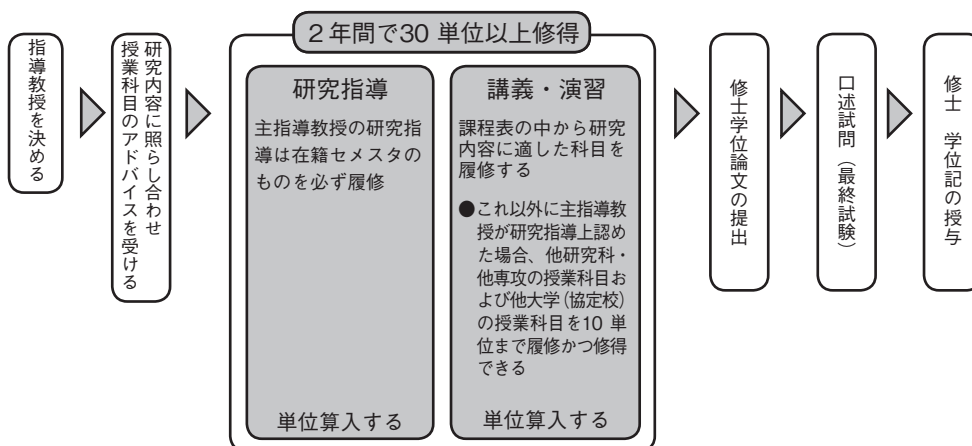 指導教授を決める
研究内容に照らし合わせ
授業科目のアドバイスを受ける
2年間で30 単位以上修得
研究指導
主指導教授の研究指
導は在籍セメスタの
ものを必ず履修
単位算入する
講義・演習
課程表の中から研究
内容に適した科目を
履修する
●これ以外に主指導教
授が研究指導上認め
た場合、他研究科・
他専攻の授業科目お
よび他大学(協定校)
の授業科目を10 単
位まで履修かつ修得
できる
単位算入する
修士学位論文の提出
口述試問(最終試験)
修士 学位記の授与